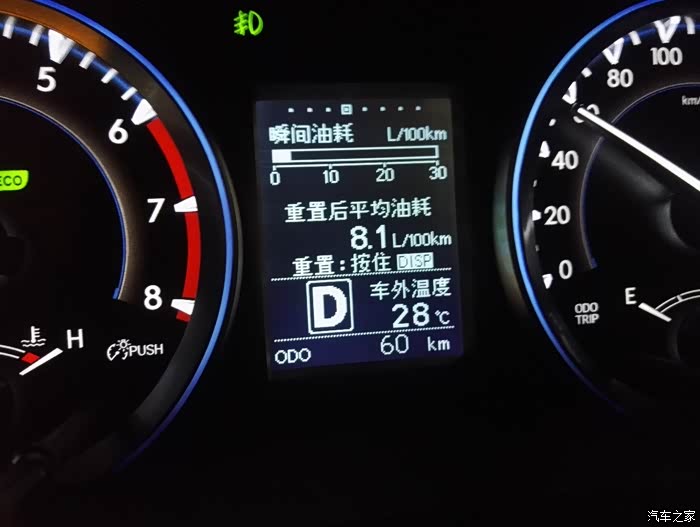 5
6
7
8
ECO
H
PUSH
瞬间油耗 L/100km
0 10 20 30
重置后平均油耗
8.1 L/100km
重置：按住 DISP
D
车外温度
28℃
ODO 60 km
100
80
60
40
20
0
km/
ODO
TRIP
E
汽车之家